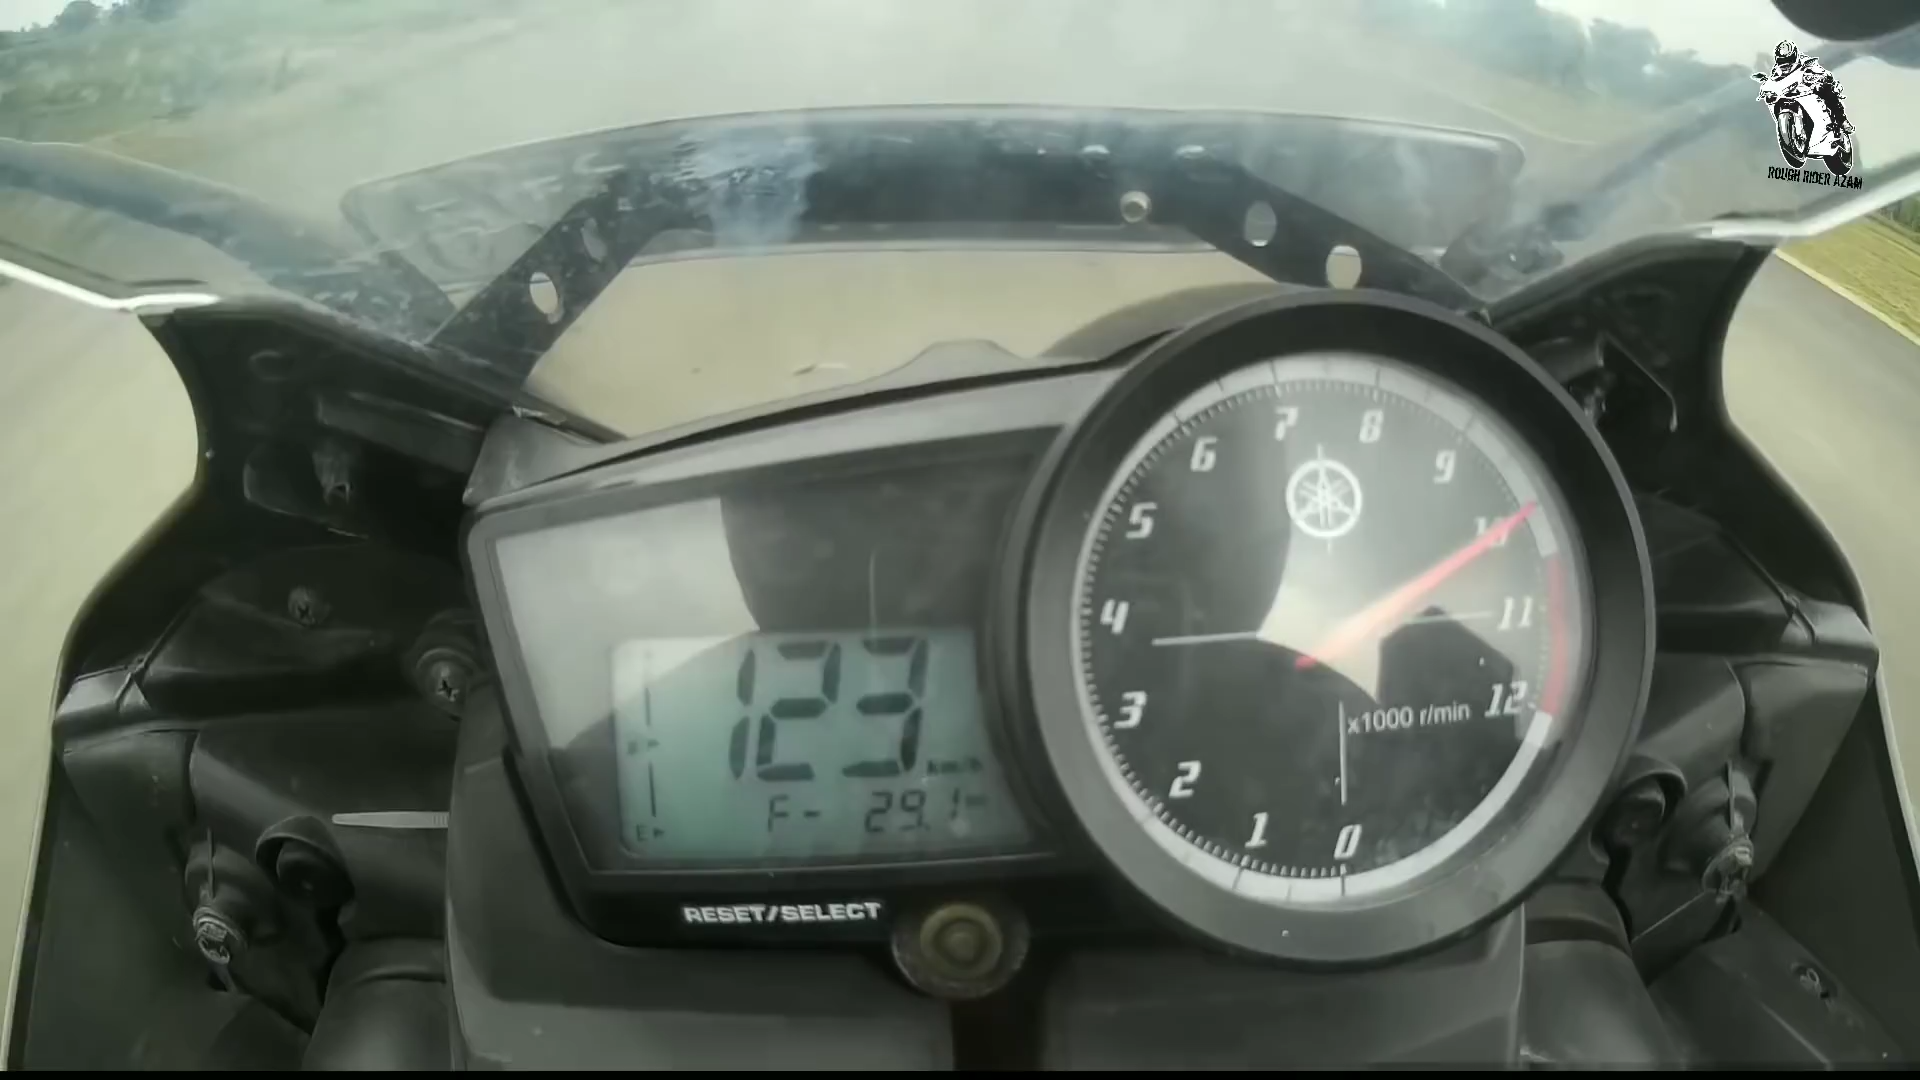 ROUGH RIDER AZAM
7 8
6 9
5 10
4 11
3 12
x1000 r/min
2
1 0
123 km/h
E
F- 29.1
RESET/SELECT